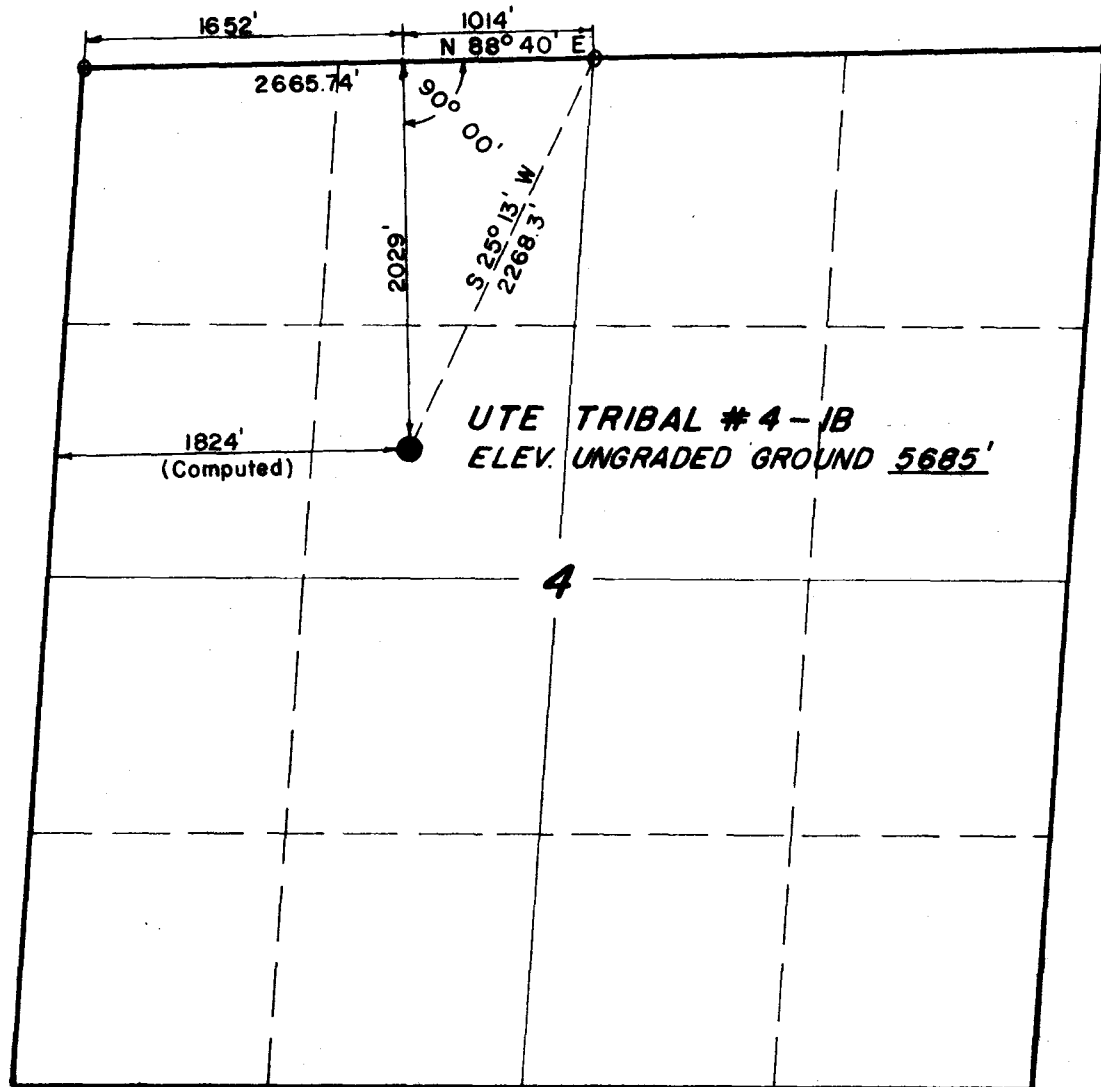 1652'
1014'
N 88° 40' E
2665.74'
90° 00'
S 25° 13' W
2268.3'
2029'
UTE TRIBAL # 4-1B
ELEV. UNGRADED GROUND 5685'
1824'
(Computed)
4